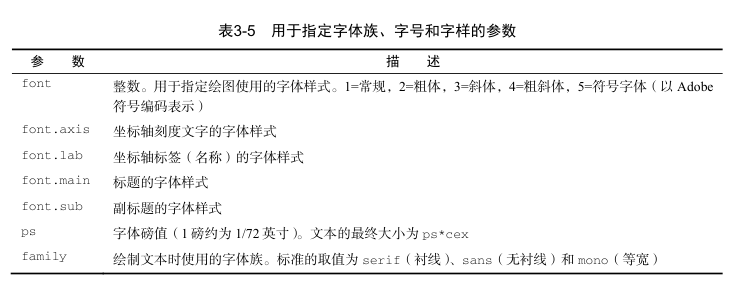 表3-5 用于指定字体族、字号和字样的参数
参 数 描 述
font 整数。用于指定绘图使用的字体样式。1=常规，2=粗体，3=斜体，4=粗斜体，5=符号字体（以 Adobe
符号编码表示）
font.axis 坐标轴刻度文字的字体样式
font.lab 坐标轴标签（名称）的字体样式
font.main 标题的字体样式
font.sub 副标题的字体样式
ps 字体磅值（1 磅约为 1/72 英寸）。文本的最终大小为 ps*cex
family 绘制文本时使用的字体族。标准的取值为 serif（衬线）、sans（无衬线）和 mono（等宽）